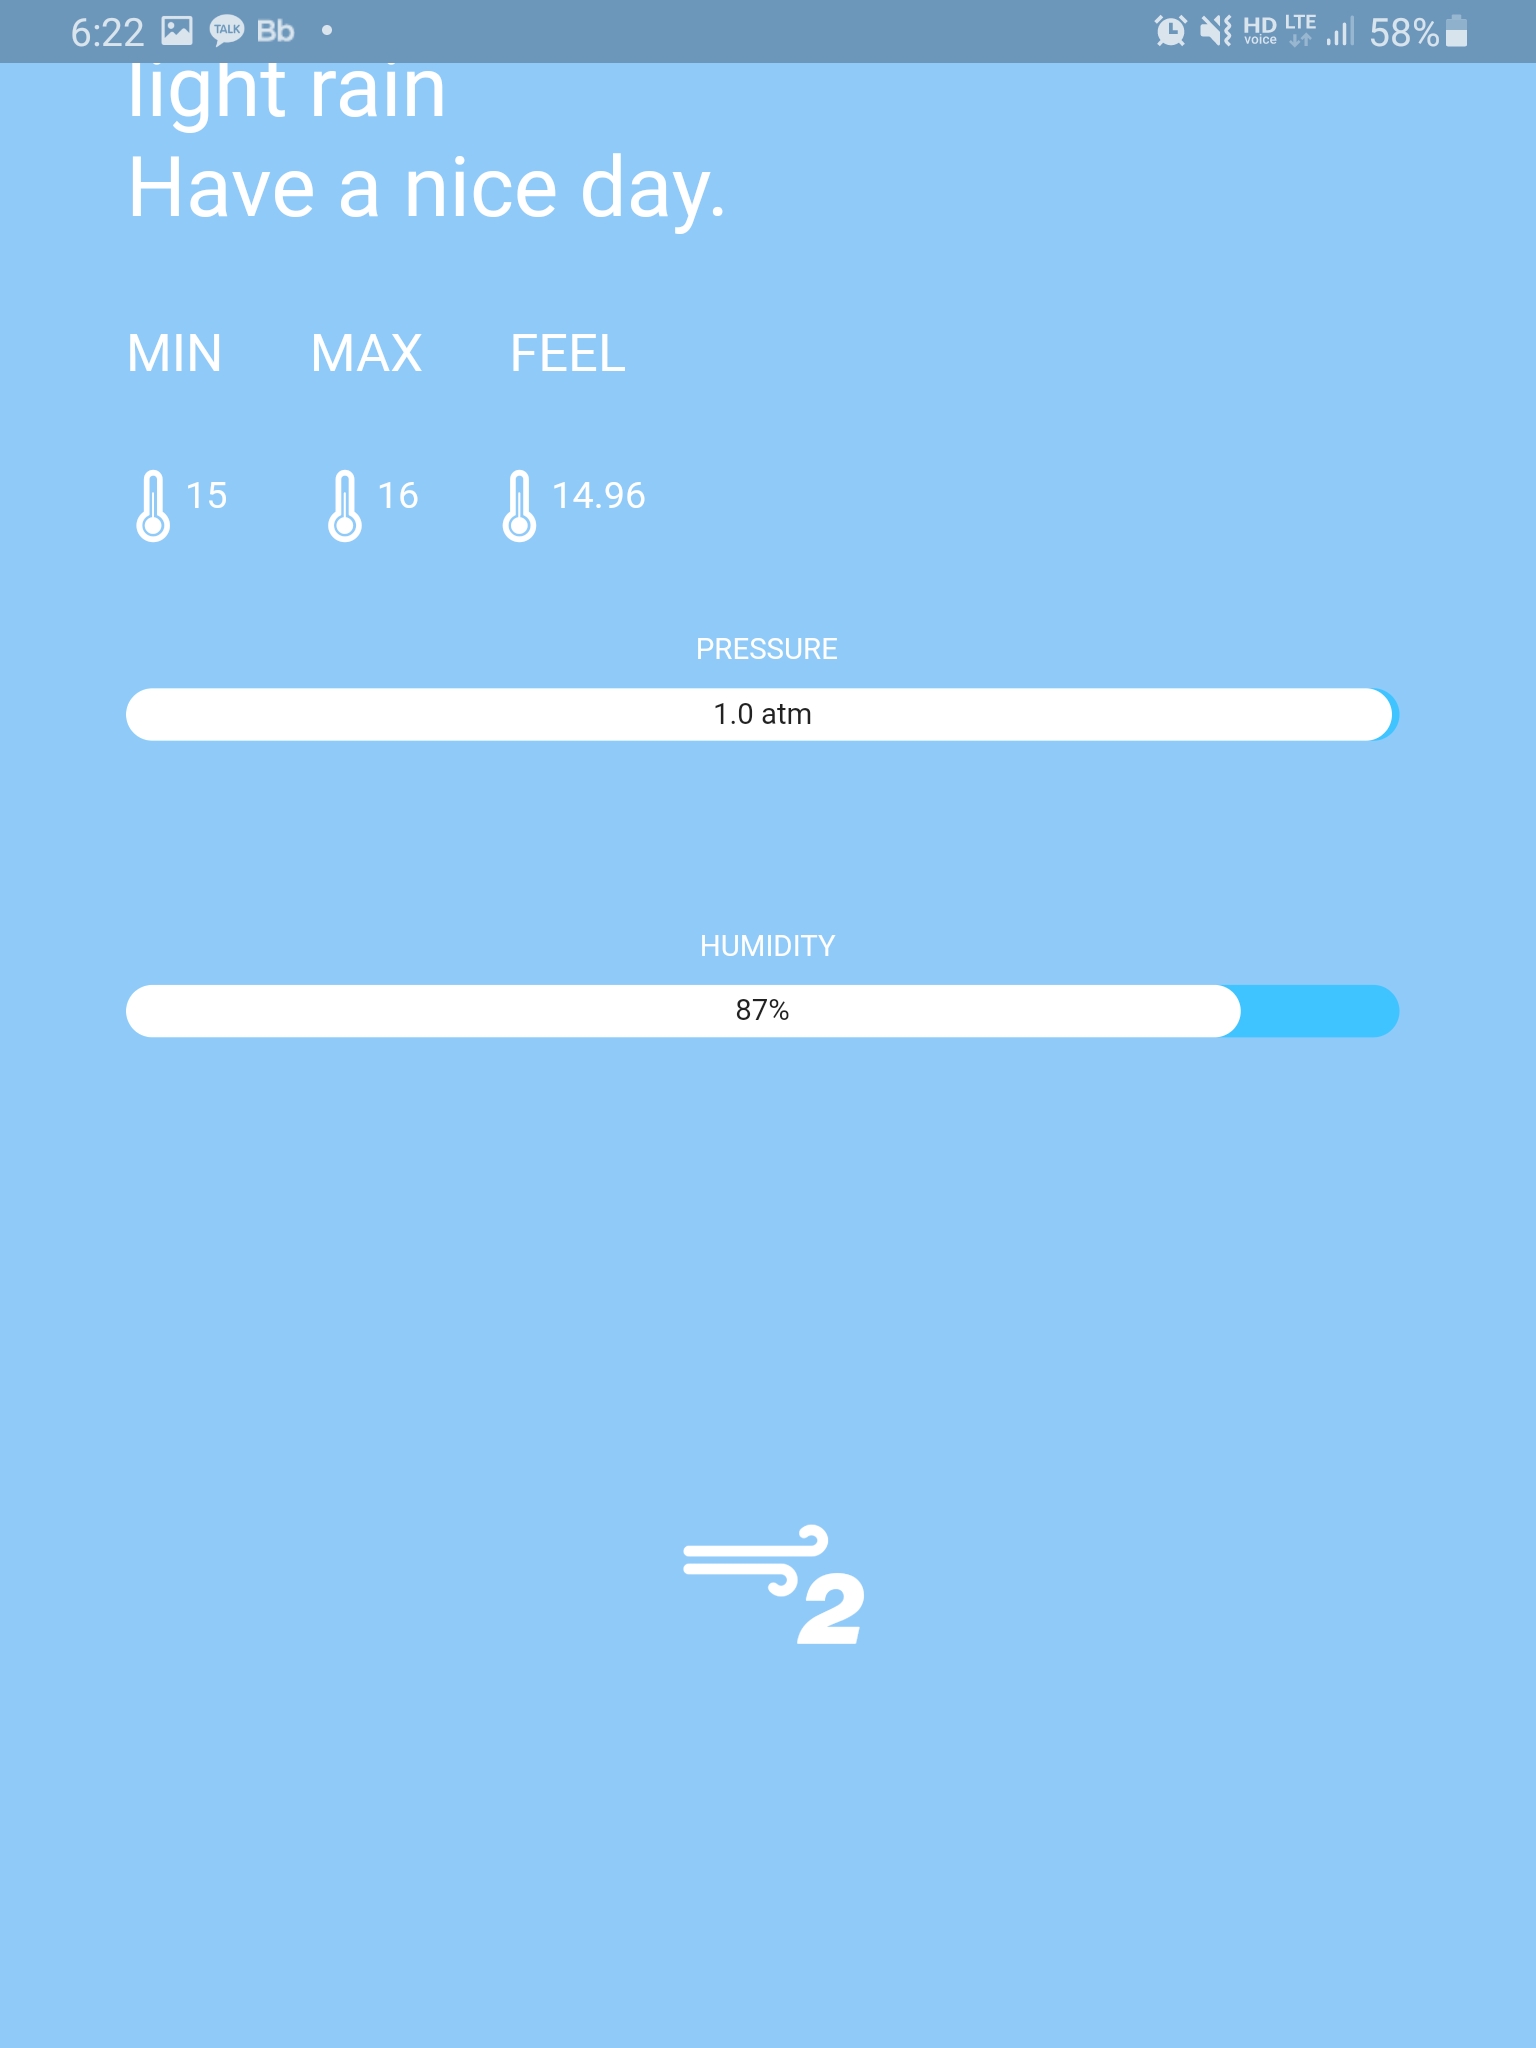 6:22 TALK Bb HD voice LTE 58%
light rain
Have a nice day.
MIN MAX FEEL
15 16 14.96
PRESSURE
1.0 atm
HUMIDITY
87%
2